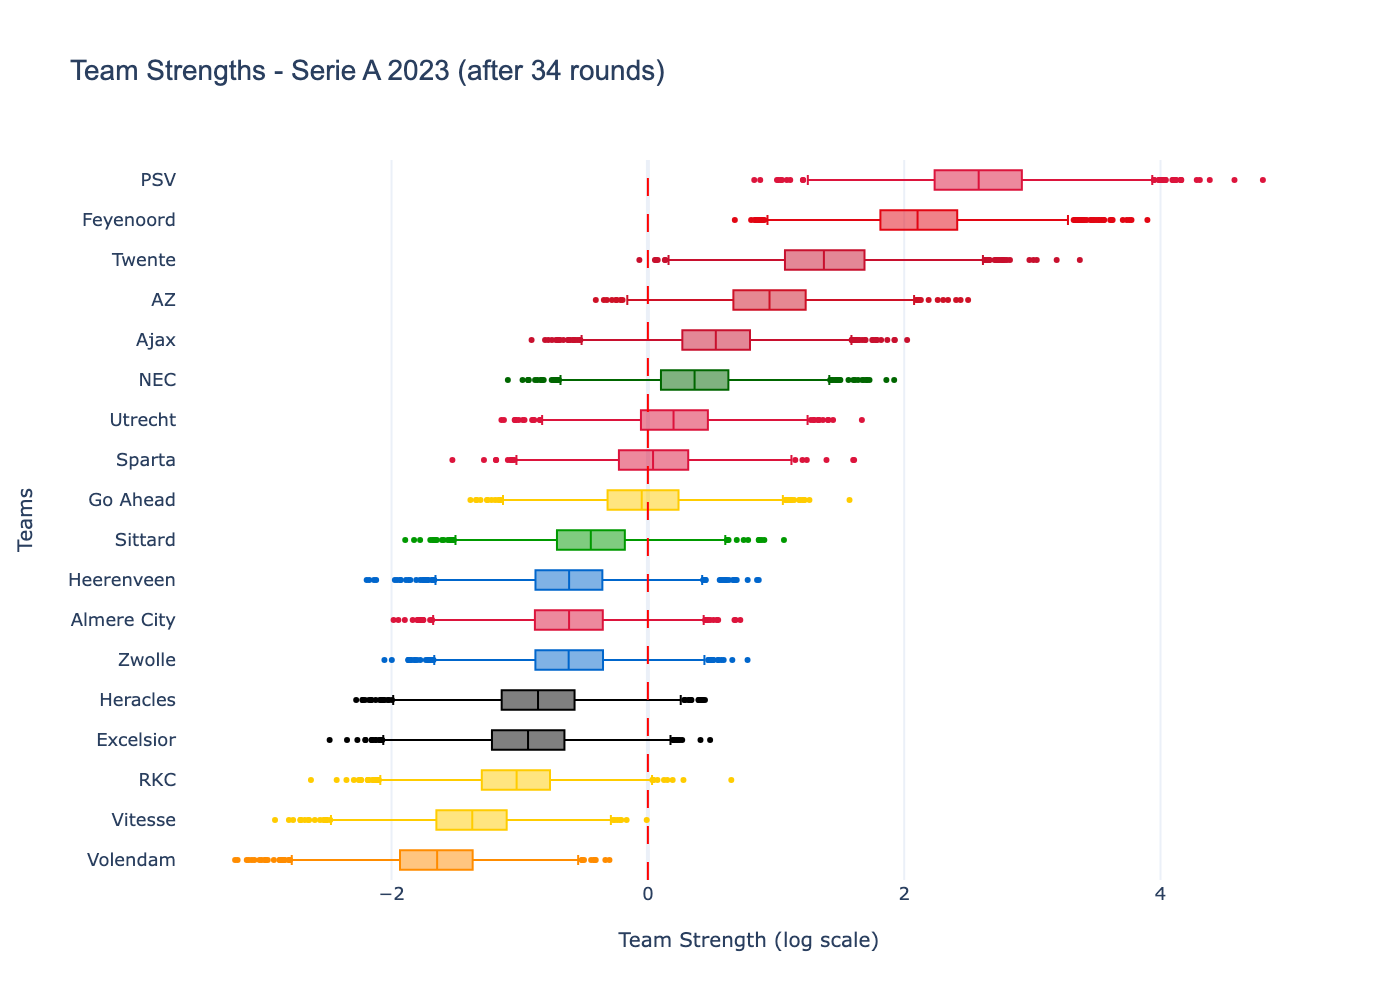 Team Strengths - Serie A 2023 (after 34 rounds)
Teams
PSV
Feyenoord
Twente
AZ
Ajax
NEC
Utrecht
Sparta
Go Ahead
Sittard
Heerenveen
Almere City
Zwolle
Heracles
Excelsior
RKC
Vitesse
Volendam
−2 0 2 4
Team Strength (log scale)